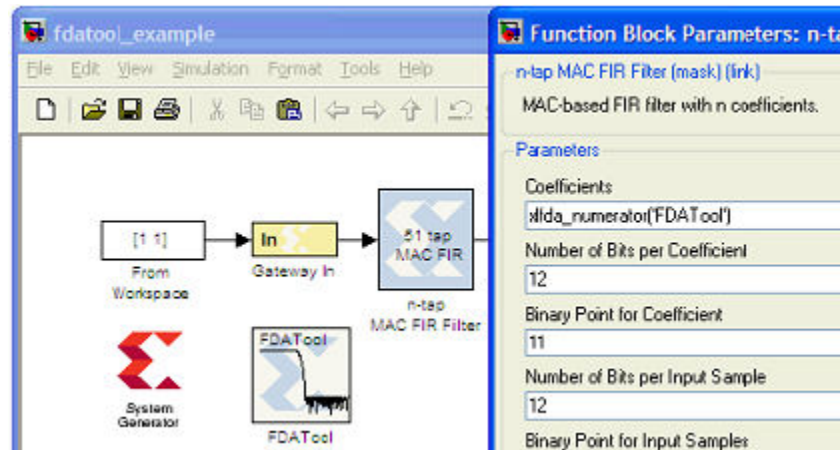 fdatool_example
File Edit View Simulation Format Tools Help
[1 1]
From
Workspace
In
Gateway In
51 tap
MAC FIR
n-tap
MAC FIR Filter
System
Generator
FDATool
FDATool
Function Block Parameters: n-ta
n-tap MAC FIR Filter (mask) (link)
MAC-based FIR filter with n coefficients.
Parameters
Coefficients
xlfda_numerator('FDATool')
Number of Bits per Coefficient
12
Binary Point for Coefficient
11
Number of Bits per Input Sample
12
Binary Point for Input Samples